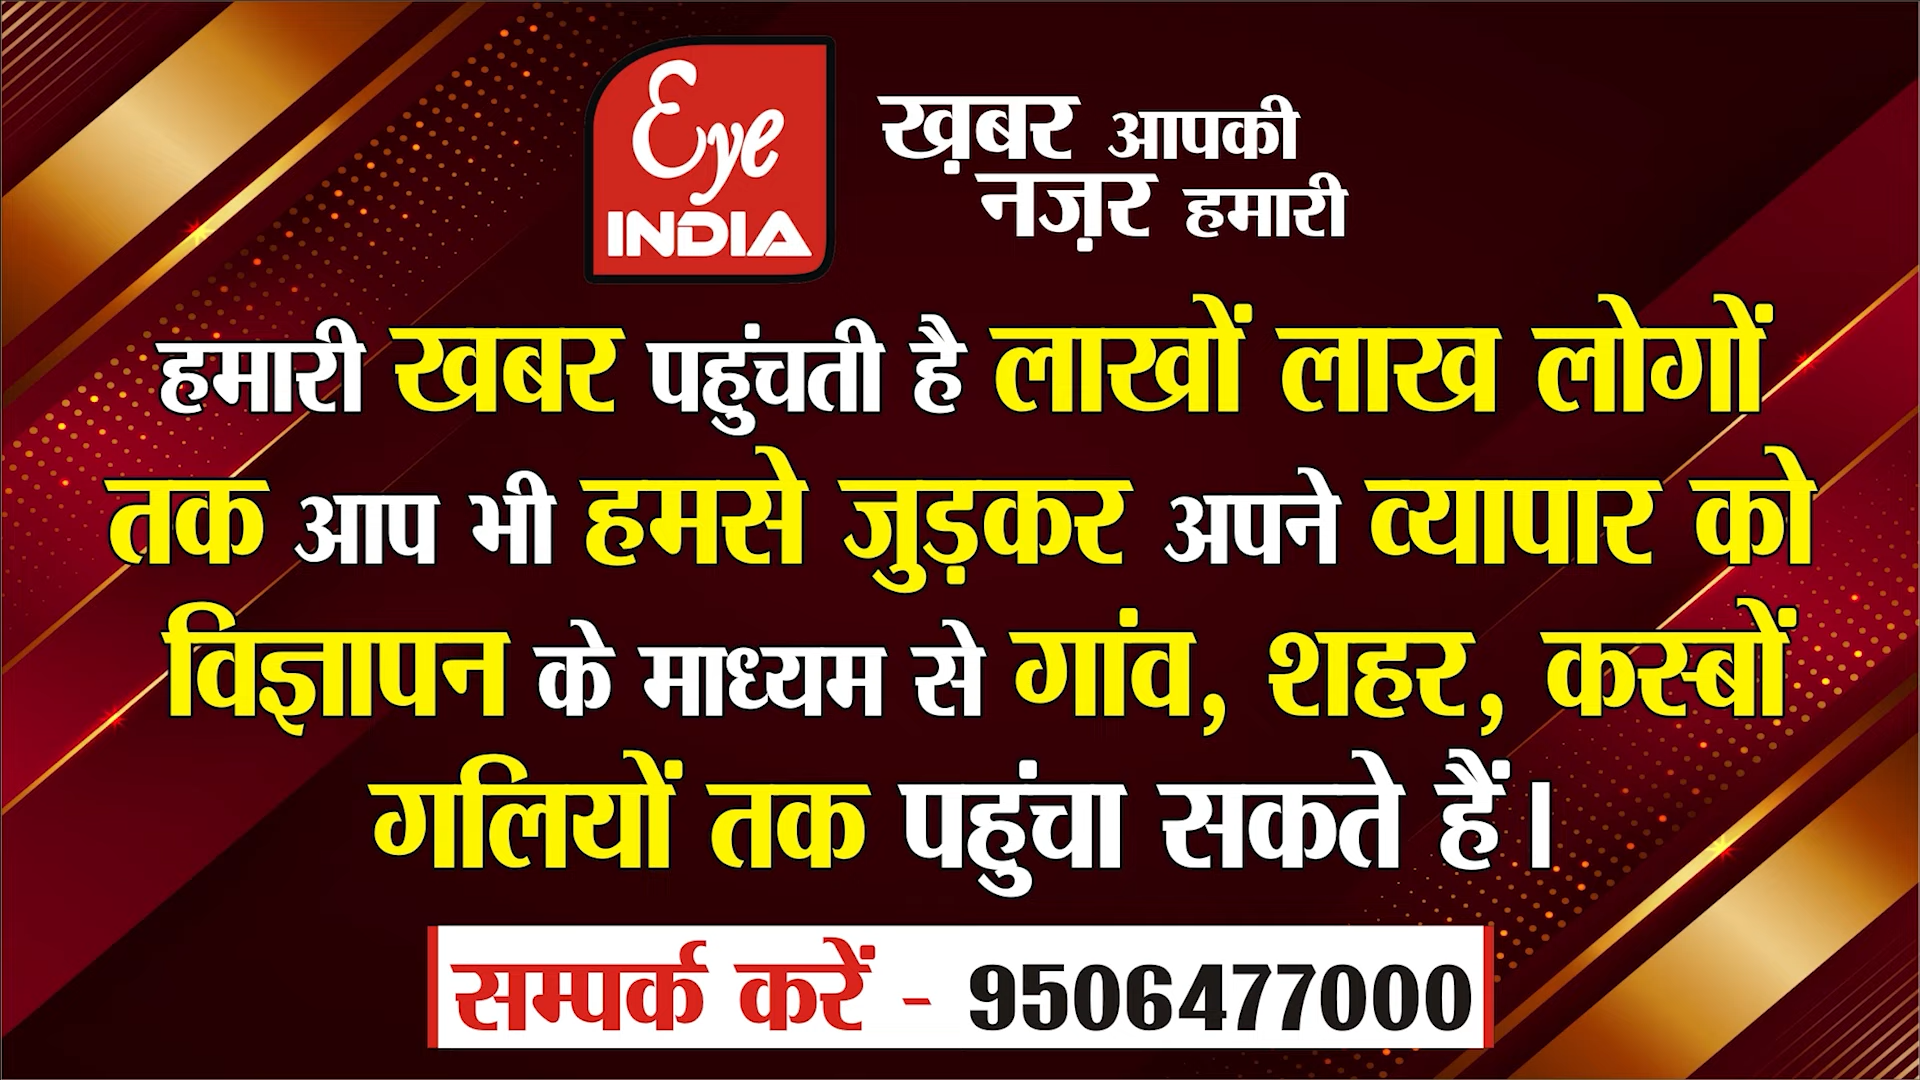 Eye
INDIA
ख़बर आपकी
नज़र हमारी
हमारी खबर पहुंचती है लाखों लाख लोगों
तक आप भी हमसे जुड़कर अपने व्यापार को
विज्ञापन के माध्यम से गांव, शहर, कस्बों
गलियों तक पहुंचा सकते हैं।
सम्पर्क करें - 9506477000